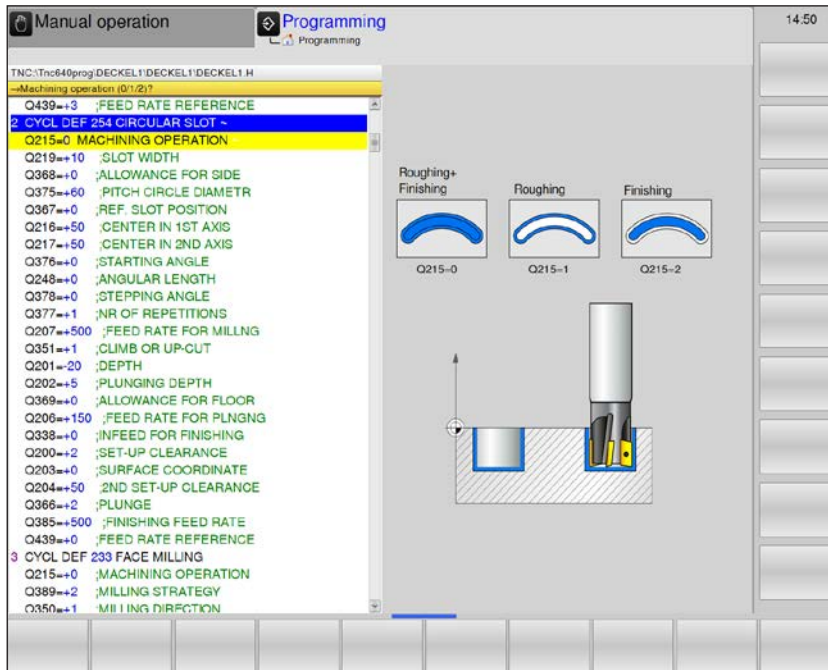 Manual operation
Programming
Programming
14:50
TNC:\Tnc640prog\DECKEL1\DECKEL1\DECKEL1.H
→Machining operation (0/1/2)?
Q439=+3 ;FEED RATE REFERENCE
2 CYCL DEF 254 CIRCULAR SLOT ~
Q215=0 MACHINING OPERATION
Q219=+10 ;SLOT WIDTH
Q368=+0 ;ALLOWANCE FOR SIDE
Q375=+60 ;PITCH CIRCLE DIAMETR
Q367=+0 ;REF. SLOT POSITION
Q216=+50 ;CENTER IN 1ST AXIS
Q217=+50 ;CENTER IN 2ND AXIS
Q376=+0 ;STARTING ANGLE
Q248=+0 ;ANGULAR LENGTH
Q378=+0 ;STEPPING ANGLE
Q377=+1 ;NR OF REPETITIONS
Q207=+500 ;FEED RATE FOR MILLNG
Q351=+1 ;CLIMB OR UP-CUT
Q201=-20 ;DEPTH
Q202=+5 ;PLUNGING DEPTH
Q369=+0 ;ALLOWANCE FOR FLOOR
Q206=+150 ;FEED RATE FOR PLNGNG
Q338=+0 ;INFEED FOR FINISHING
Q200=+2 ;SET-UP CLEARANCE
Q203=+0 ;SURFACE COORDINATE
Q204=+50 ;2ND SET-UP CLEARANCE
Q366=+2 ;PLUNGE
Q385=+500 ;FINISHING FEED RATE
Q439=+0 ;FEED RATE REFERENCE
3 CYCL DEF 233 FACE MILLING
Q215=+0 ;MACHINING OPERATION
Q389=+2 ;MILLING STRATEGY
Q350=+1 ;MILLING DIRECTION
Roughing+
Finishing
Roughing
Finishing
Q215=0
Q215=1
Q215=2